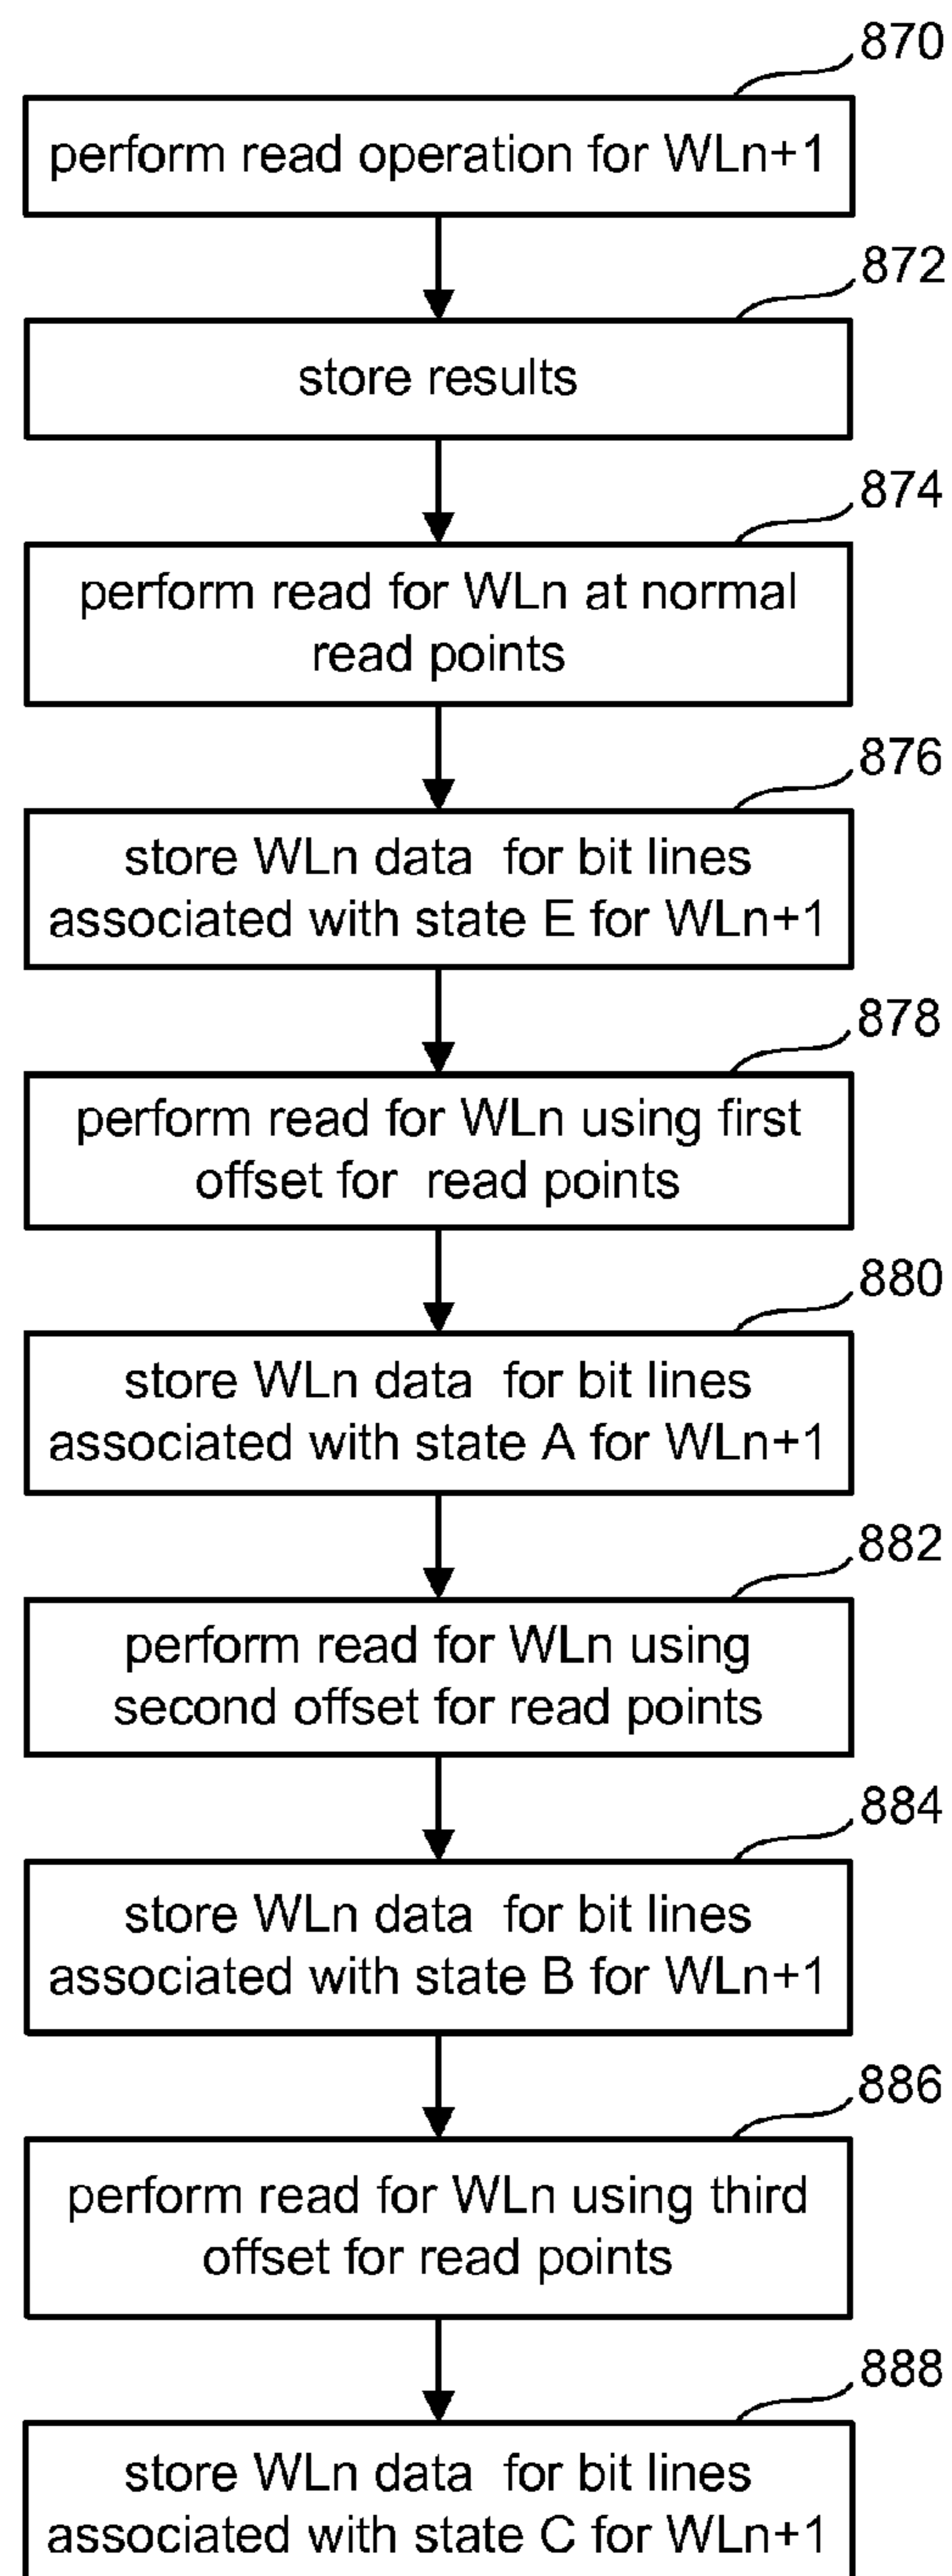 870
perform read operation for WLn+1
872
store results
874
perform read for WLn at normal
read points
876
store WLn data for bit lines
associated with state E for WLn+1
878
perform read for WLn using first
offset for read points
880
store WLn data for bit lines
associated with state A for WLn+1
882
perform read for WLn using
second offset for read points
884
store WLn data for bit lines
associated with state B for WLn+1
886
perform read for WLn using third
offset for read points
888
store WLn data for bit lines
associated with state C for WLn+1